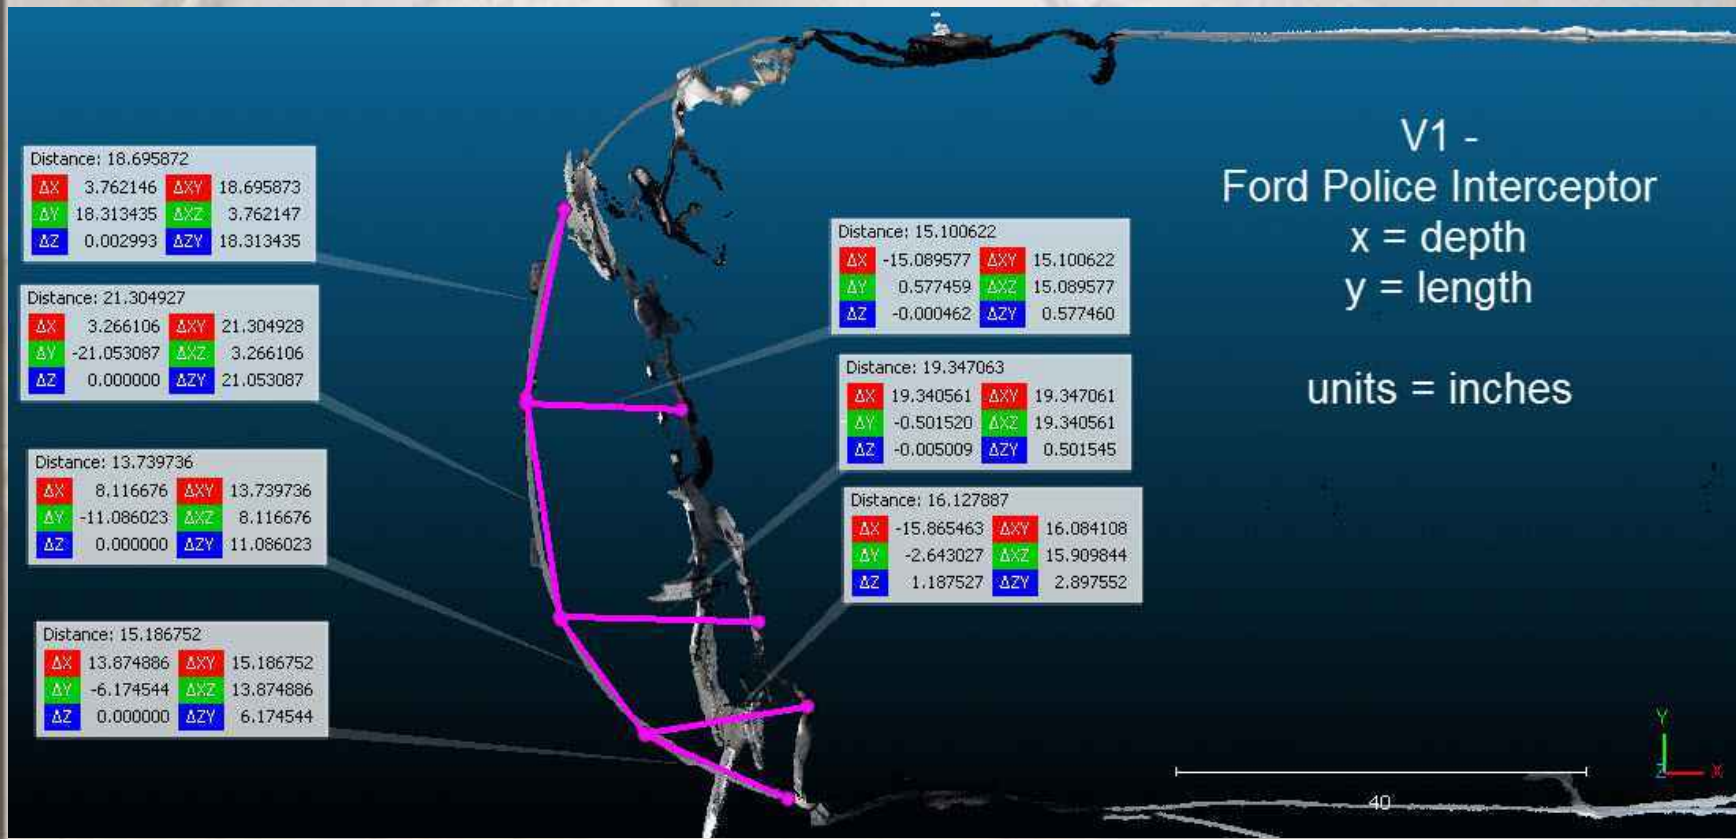 Distance: 18.695872
ΔX 3.762146 ΔXY 18.695873
ΔY 18.313435 ΔXZ 3.762147
ΔZ 0.002993 ΔZY 18.313435
Distance: 21.304927
ΔX 3.266106 ΔXY 21.304928
ΔY -21.053087 ΔXZ 3.266106
ΔZ 0.000000 ΔZY 21.053087
Distance: 13.739736
ΔX 8.116676 ΔXY 13.739736
ΔY -11.086023 ΔXZ 8.116676
ΔZ 0.000000 ΔZY 11.086023
Distance: 15.186752
ΔX 13.874886 ΔXY 15.186752
ΔY -6.174544 ΔXZ 13.874886
ΔZ 0.000000 ΔZY 6.174544
Distance: 15.100622
ΔX -15.089577 ΔXY 15.100622
ΔY 0.577459 ΔXZ 15.089577
ΔZ -0.000462 ΔZY 0.577460
Distance: 19.347063
ΔX 19.340561 ΔXY 19.347061
ΔY -0.501520 ΔXZ 19.340561
ΔZ -0.005009 ΔZY 0.501545
Distance: 16.127887
ΔX -15.865463 ΔXY 16.084108
ΔY -2.643027 ΔXZ 15.909844
ΔZ 1.187527 ΔZY 2.897552
V1 -
Ford Police Interceptor
x = depth
y = length
units = inches
40
Y
Z X